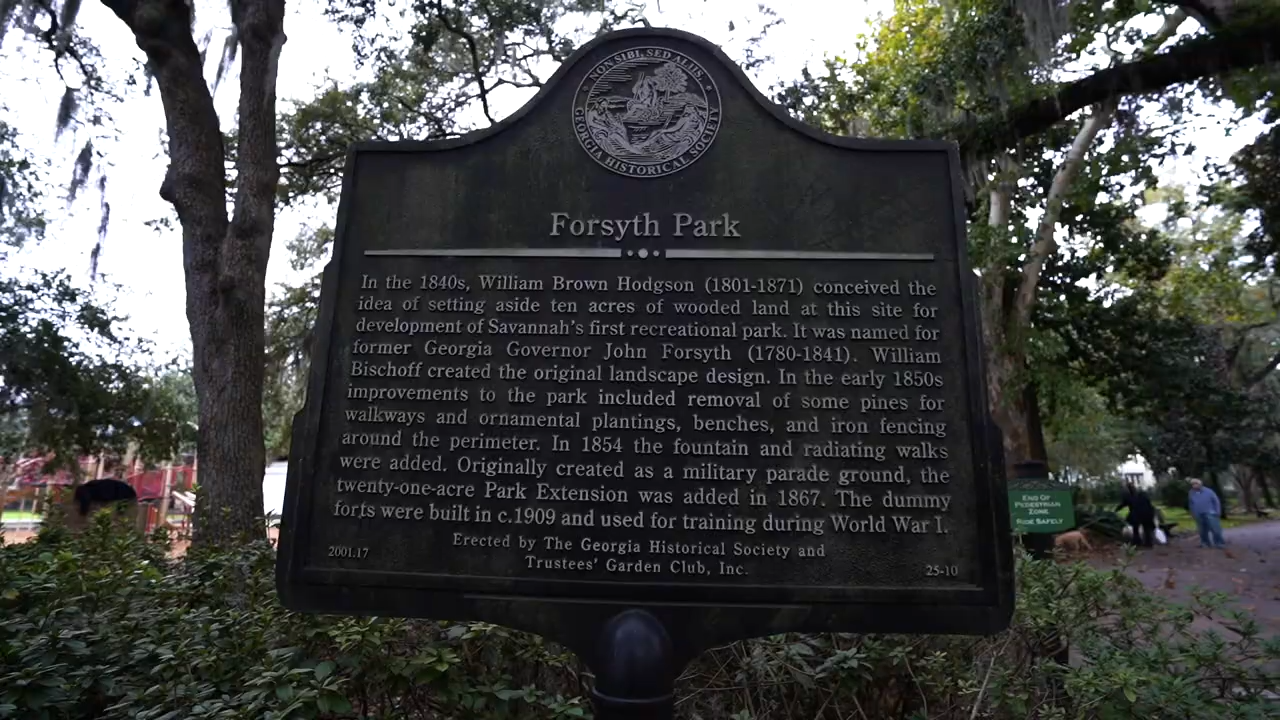 NON SIBI, SED ALIIS
GEORGIA HISTORICAL SOCIETY
Forsyth Park
In the 1840s, William Brown Hodgson (1801-1871) conceived the
idea of setting aside ten acres of wooded land at this site for
development of Savannah's first recreational park. It was named for
former Georgia Governor John Forsyth (1780-1841). William
Bischoff created the original landscape design. In the early 1850s
improvements to the park included removal of some pines for
walkways and ornamental plantings, benches, and iron fencing
around the perimeter. In 1854 the fountain and radiating walks
were added. Originally created as a military parade ground, the
twenty-one-acre Park Extension was added in 1867. The dummy
forts were built in c.1909 and used for training during World War I.
Erected by The Georgia Historical Society and
Trustees' Garden Club, Inc.
2001.17
25-10
END OF
PEDESTRIAN
ZONE
RIDE SAFELY